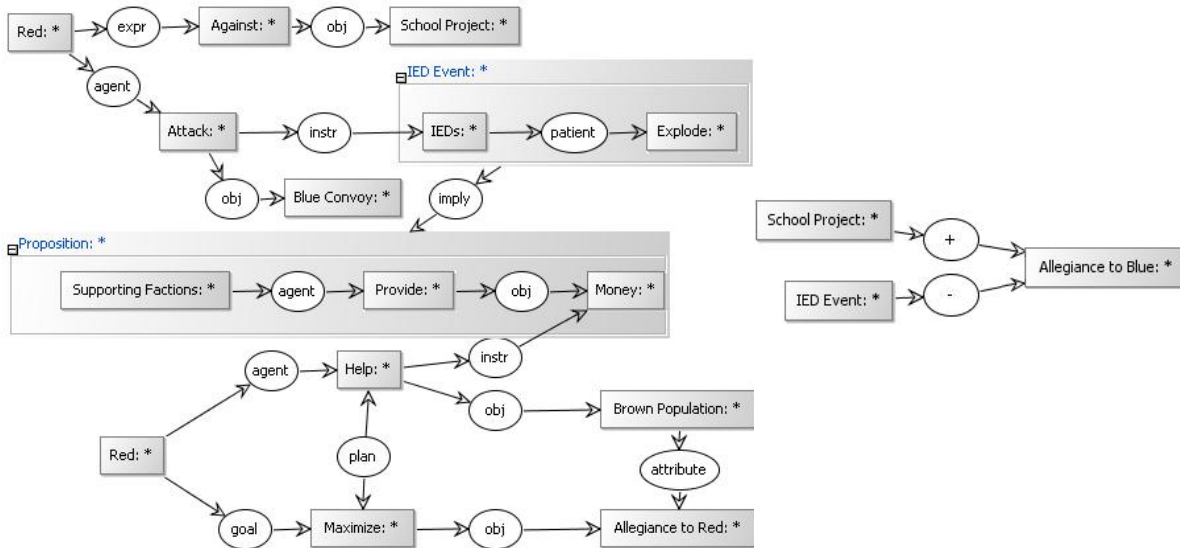 Red: *
expr
Against: *
obj
School Project: *
agent
IED Event: *
Attack: *
instr
IEDs: *
patient
Explode: *
obj
Blue Convoy: *
imply
Proposition: *
Supporting Factions: *
agent
Provide: *
obj
Money: *
agent
Help: *
instr
obj
Brown Population: *
Red: *
plan
attribute
goal
Maximize: *
obj
Allegiance to Red: *
School Project: *
+
Allegiance to Blue: *
IED Event: *
-